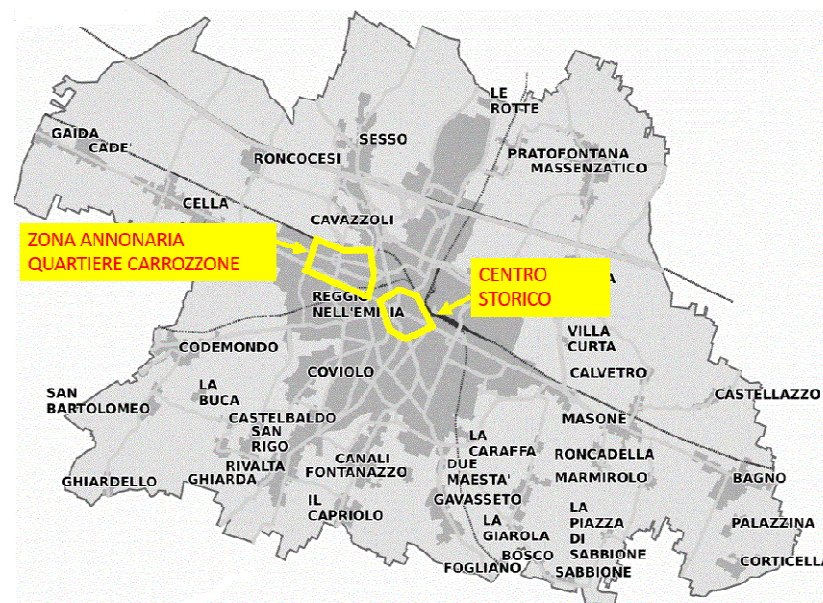 LE
ROTTE
GAIDA
CADE'
SESSO
RONCOCESI
PRATOFONTANA
MASSENZATICO
CELLA
CAVAZZOLI
ZONA ANNONARIA
QUARTIERE CARROZZONE
CENTRO
STORICO
REGGIO
NELL'EMILIA
VILLA
CURTA
CODEMONDO
COVIOLO
CALVETRO
SAN
BARTOLOMEO
LA
BUCA
CASTELLAZZO
CASTELBALDO
SAN
RIGO
MASONE
LA
CARAFFA
RIVALTA
GHIARDA
CANALI
FONTANAZZO
DUE
MAESTA'
RONCADELLA
MARMIROLO
GHIARDELLO
BAGNO
IL
CAPRIOLO
GAVASSETO
LA
GIAROLA
LA
PIAZZA
DI
SABBIONE
PALAZZINA
BOSCO
FOGLIANO
SABBIONE
CORTICELLA